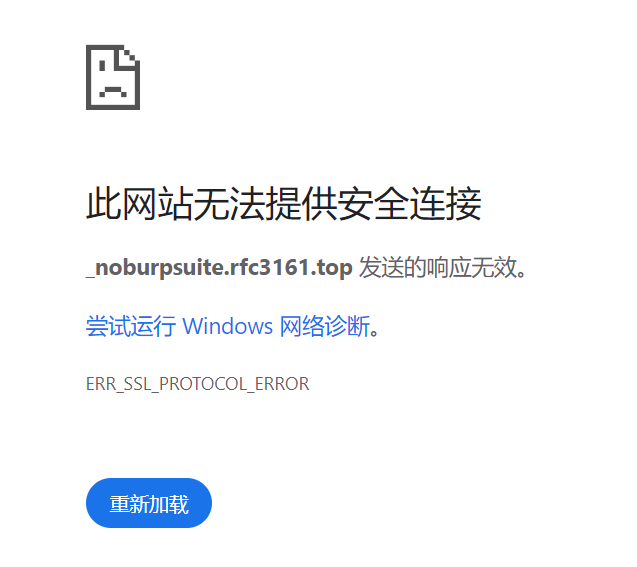 此网站无法提供安全连接
_noburpsuite.rfc3161.top 发送的响应无效。
尝试运行 Windows 网络诊断。
ERR_SSL_PROTOCOL_ERROR
重新加载